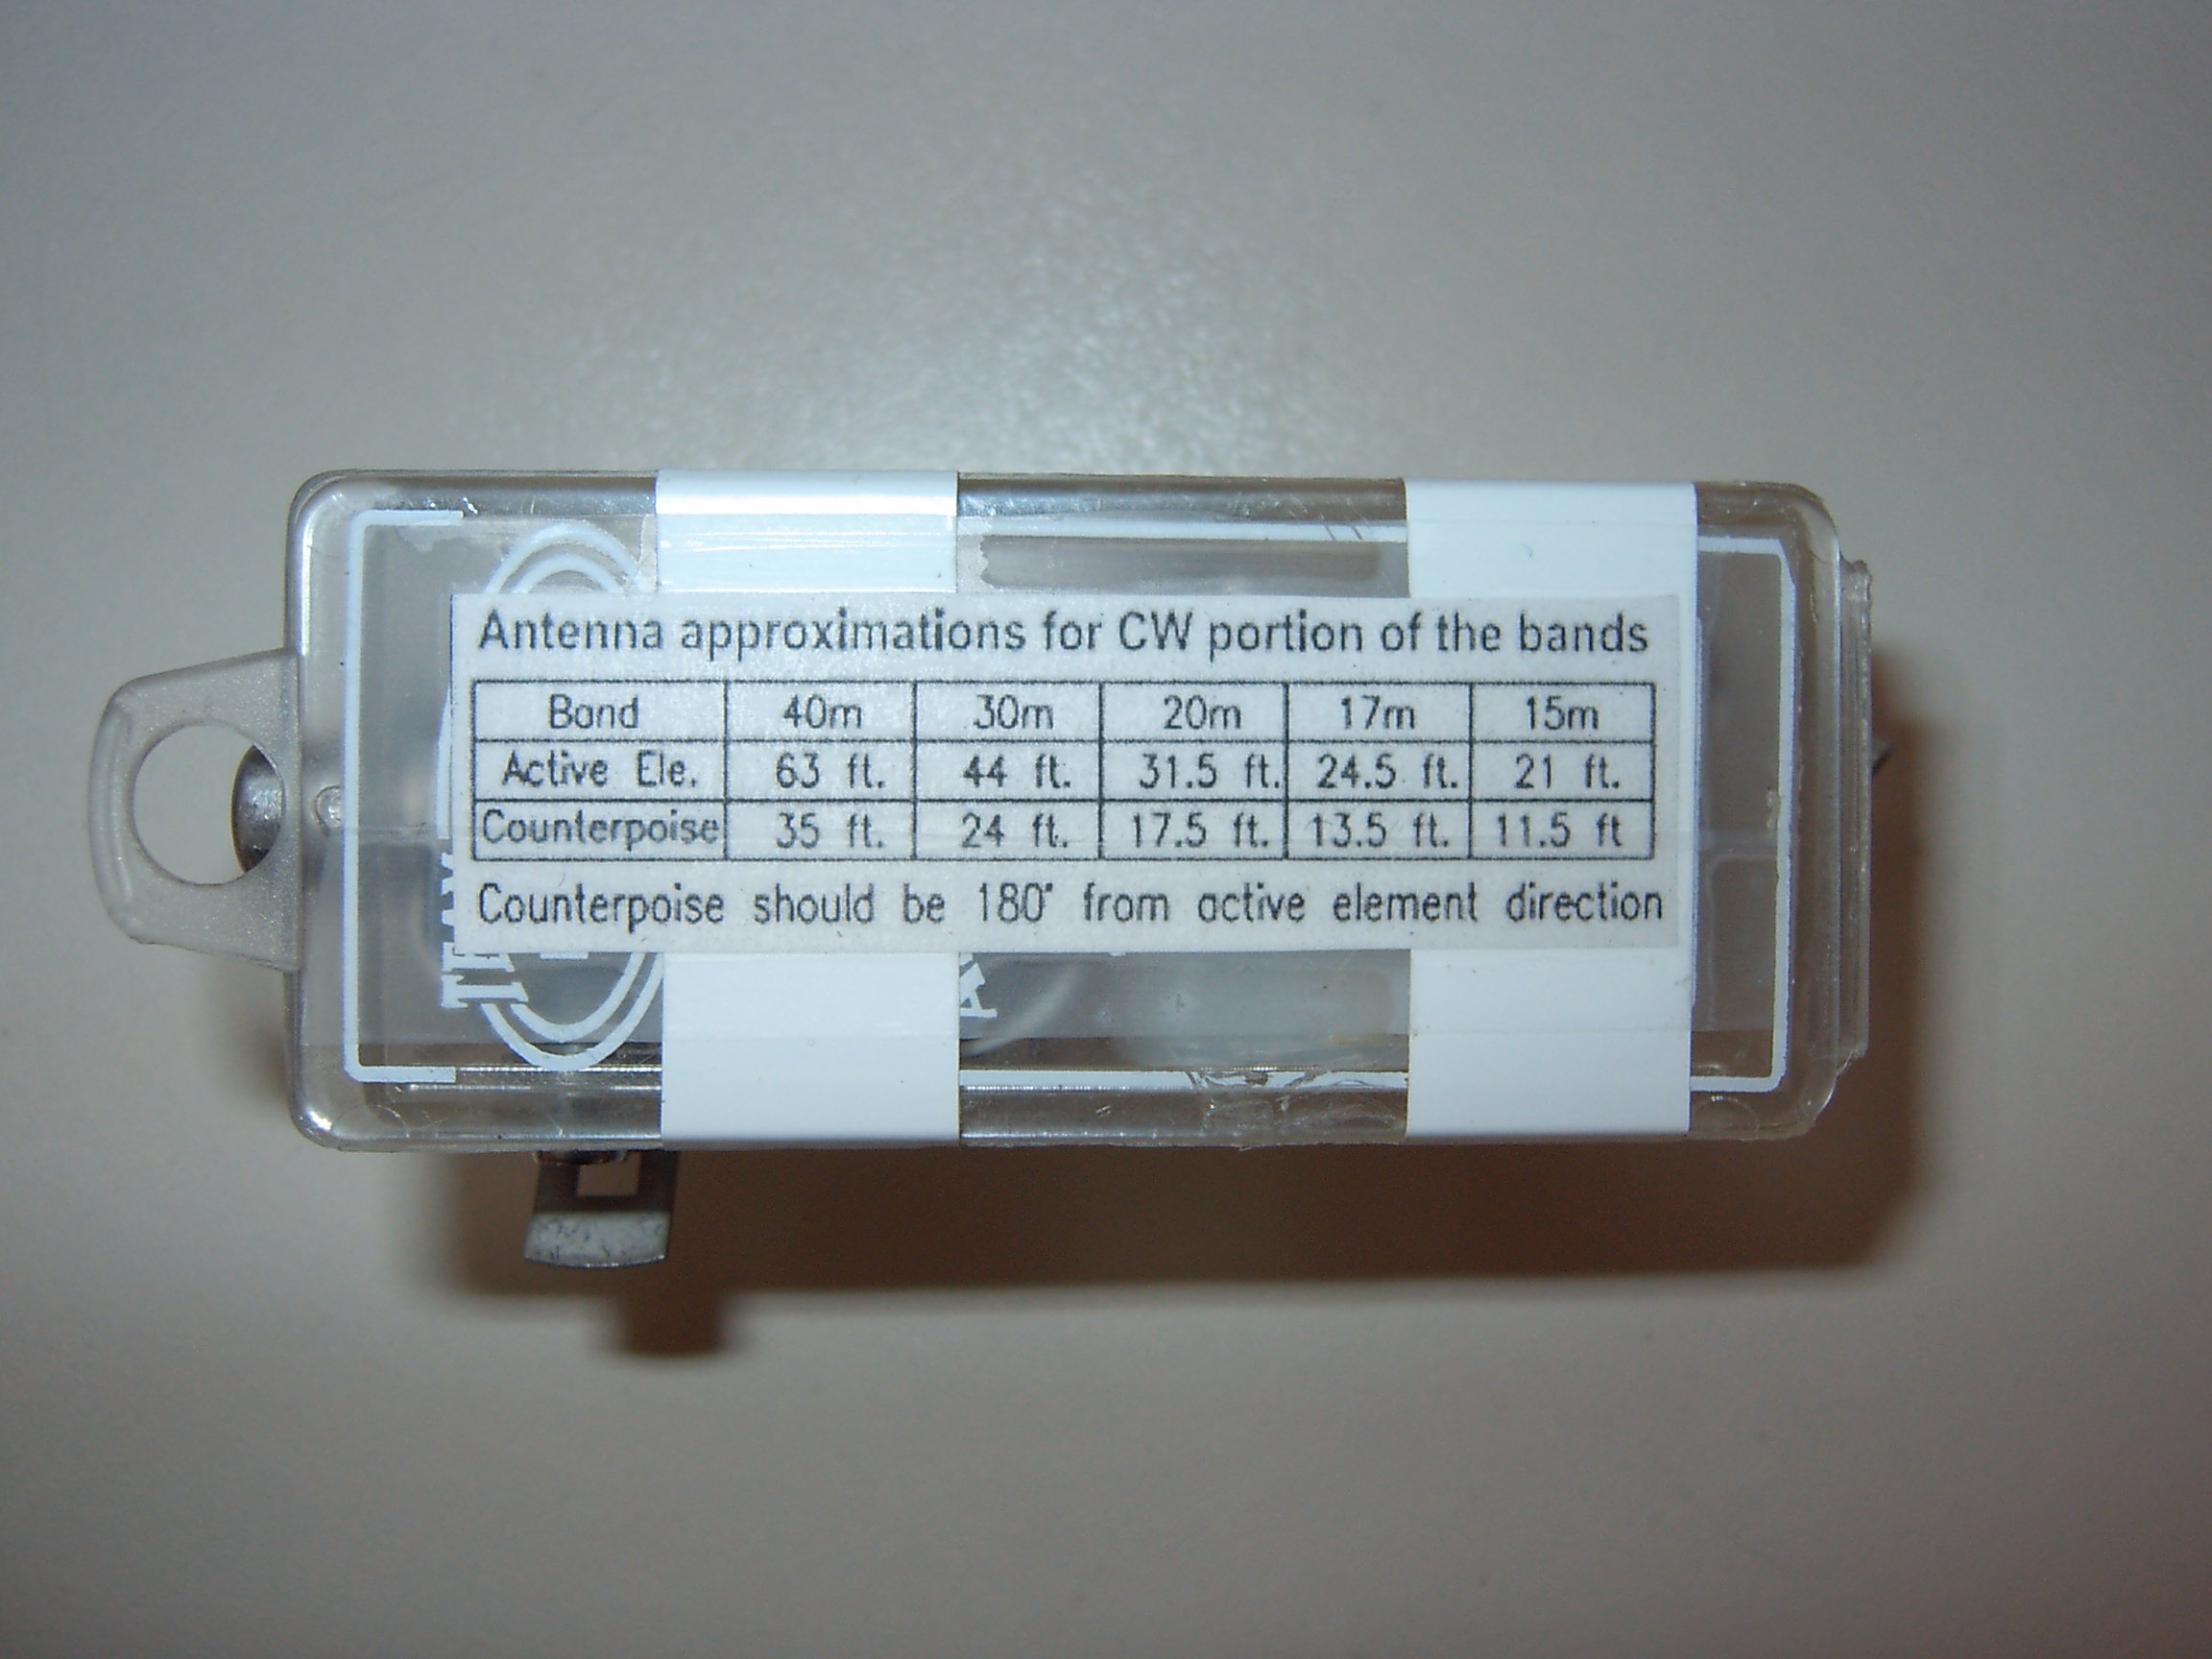 Antenna approximations for CW portion of the bands
Band 40m 30m 20m 17m 15m
Active Ele. 63 ft. 44 ft. 31.5 ft. 24.5 ft. 21 ft.
Counterpoise 35 ft. 24 ft. 17.5 ft. 13.5 ft. 11.5 ft
Counterpoise should be 180° from active element direction